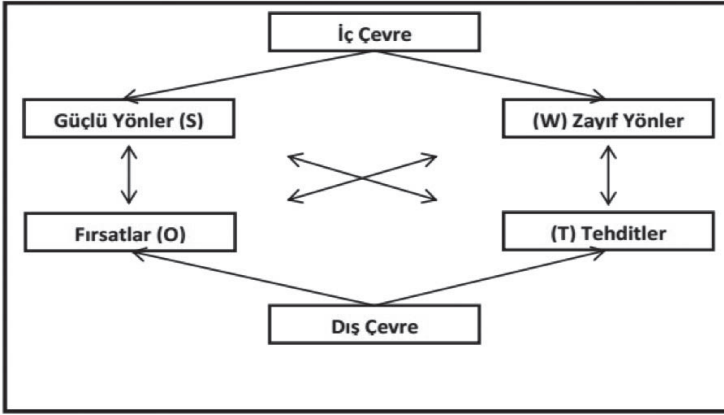 İç Çevre
Güçlü Yönler (S)
(W) Zayıf Yönler
Fırsatlar (O)
(T) Tehditler
Dış Çevre